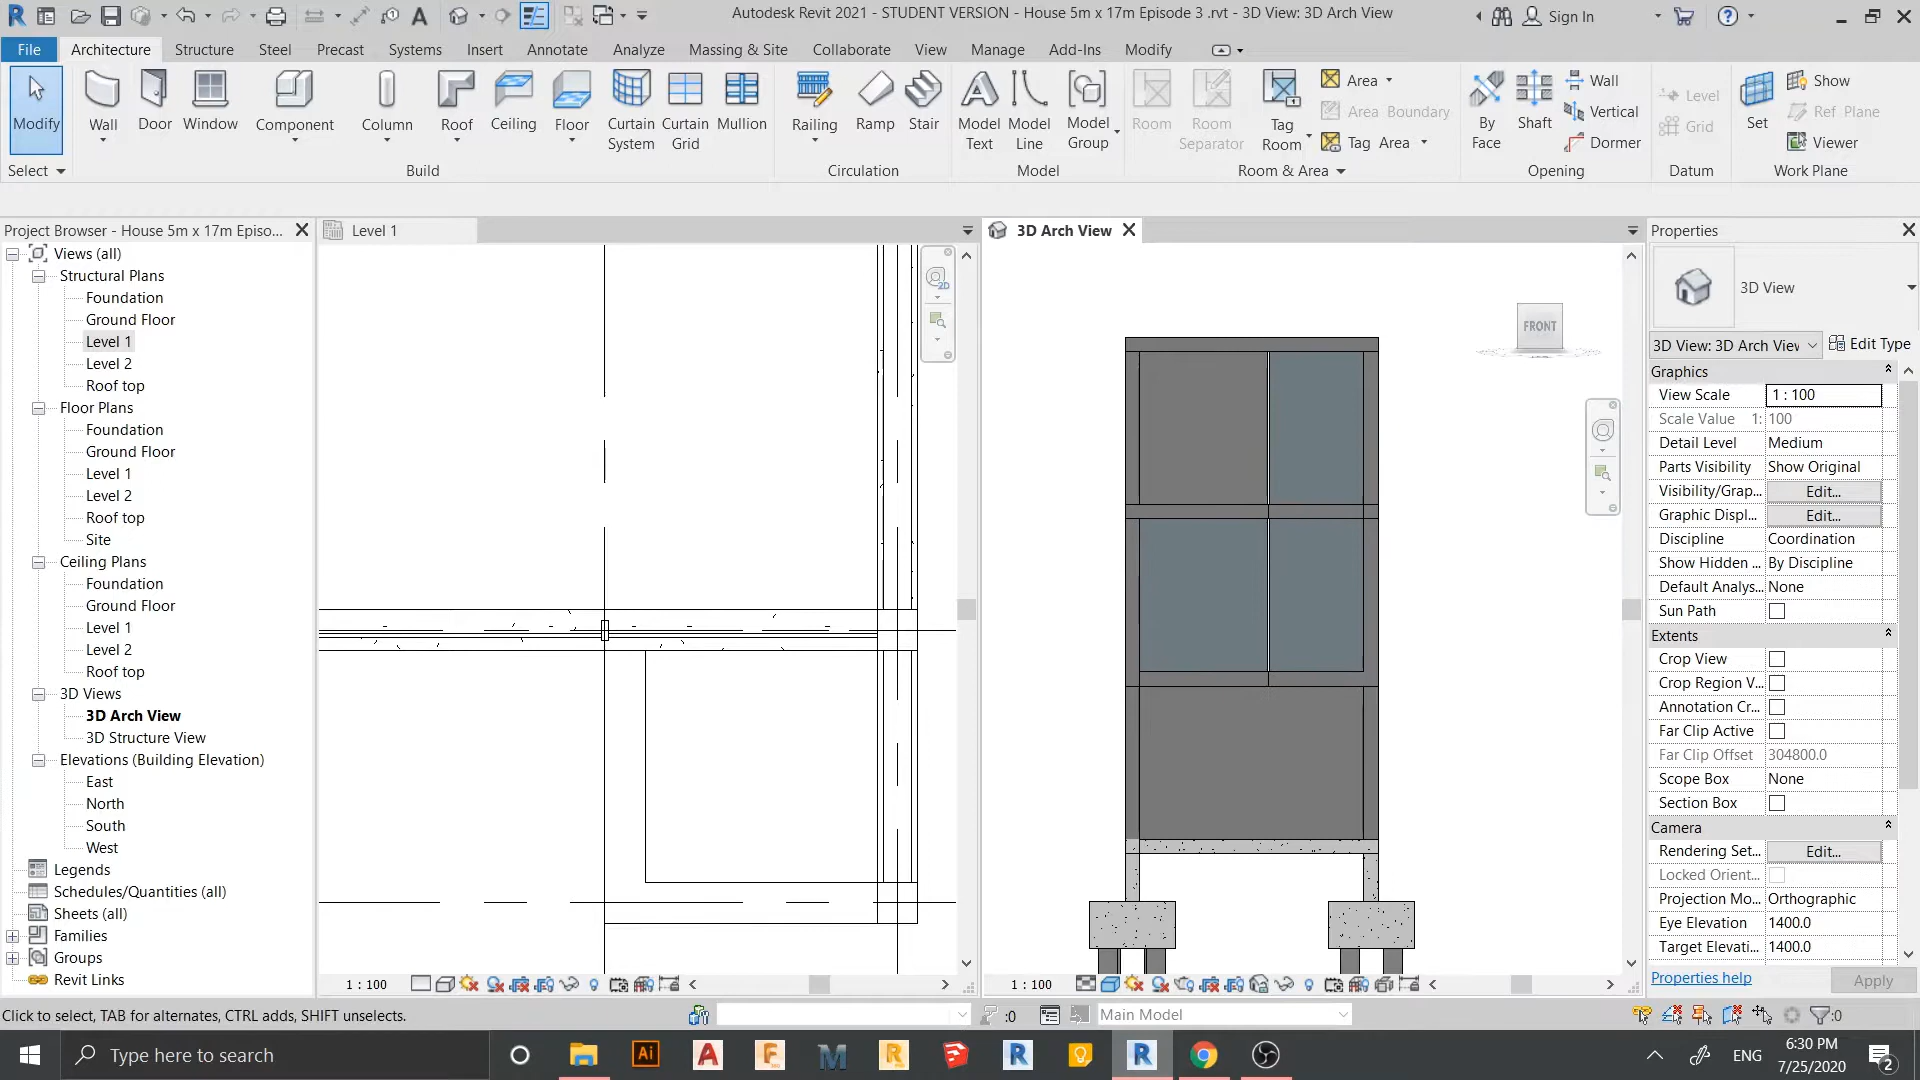 Autodesk Revit 2021 - STUDENT VERSION - House 5m x 17m Episode 3 .rvt - 3D View: 3D Arch View
Sign In
File Architecture Structure Steel Precast Systems Insert Annotate Analyze Massing & Site Collaborate View Manage Add-Ins Modify
Modify Wall Door Window Component Column Roof Ceiling Floor Curtain System Curtain Grid Mullion
Railing Ramp Stair
Model Text Model Line Model Group
Room Room Separator Tag Room Area Area Boundary Tag Area
By Face Shaft Wall Vertical Dormer
Level Grid
Set Show Ref Plane Viewer
Select Build Circulation Model Room & Area Opening Datum Work Plane
Project Browser - House 5m x 17m Episo...
Views (all)
Structural Plans
Foundation
Ground Floor
Level 1
Level 2
Roof top
Floor Plans
Foundation
Ground Floor
Level 1
Level 2
Roof top
Site
Ceiling Plans
Foundation
Ground Floor
Level 1
Level 2
Roof top
3D Views
3D Arch View
3D Structure View
Elevations (Building Elevation)
East
North
South
West
Legends
Schedules/Quantities (all)
Sheets (all)
Families
Groups
Revit Links
Level 1
2D
1 : 100
3D Arch View
FRONT
1 : 100
Properties
3D View
3D View: 3D Arch Viev Edit Type
Graphics
View Scale 1 : 100
Scale Value 1: 100
Detail Level Medium
Parts Visibility Show Original
Visibility/Grap... Edit...
Graphic Displ... Edit...
Discipline Coordination
Show Hidden ... By Discipline
Default Analys... None
Sun Path
Extents
Crop View
Crop Region V...
Annotation Cr...
Far Clip Active
Far Clip Offset 304800.0
Scope Box None
Section Box
Camera
Rendering Set... Edit...
Locked Orient...
Projection Mo... Orthographic
Eye Elevation 1400.0
Target Elevati... 1400.0
Properties help Apply
Click to select, TAB for alternates, CTRL adds, SHIFT unselects.
:0
Main Model
:0
Type here to search
Ai
ENG
6:30 PM
7/25/2020
2